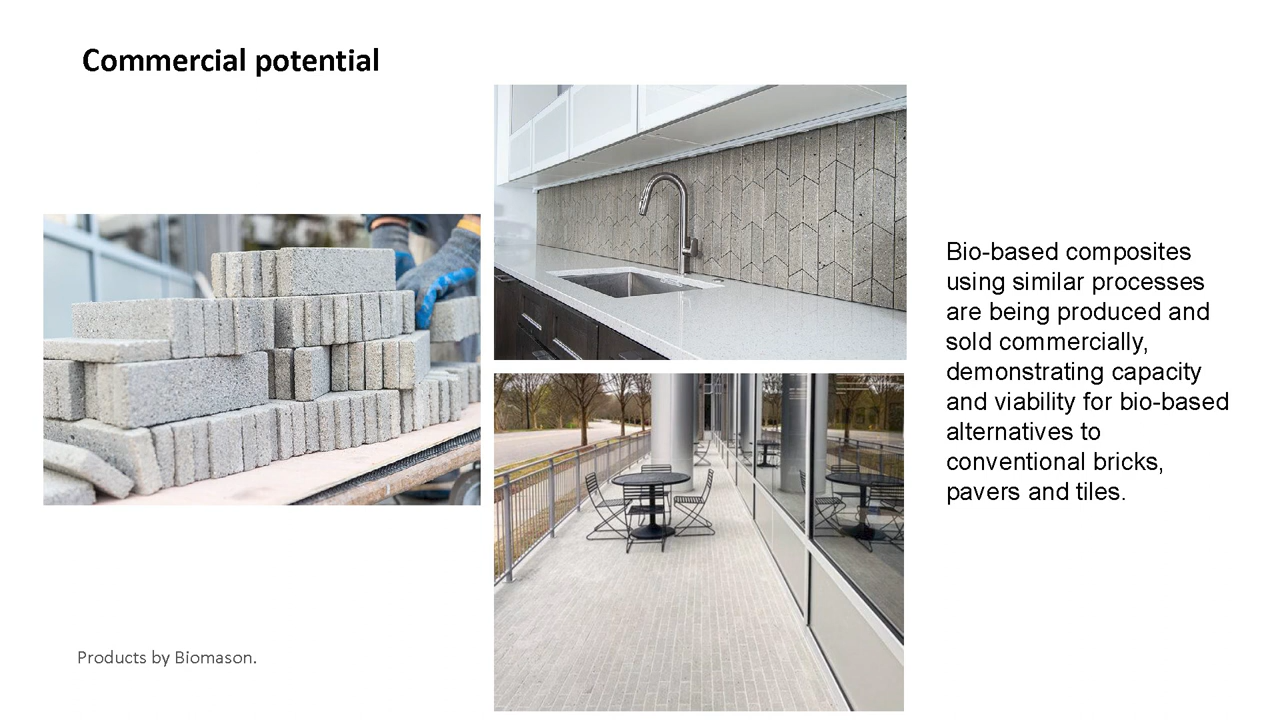 Commercial potential
Bio-based composites
using similar processes
are being produced and
sold commercially,
demonstrating capacity
and viability for bio-based
alternatives to
conventional bricks,
pavers and tiles.
Products by Biomason.